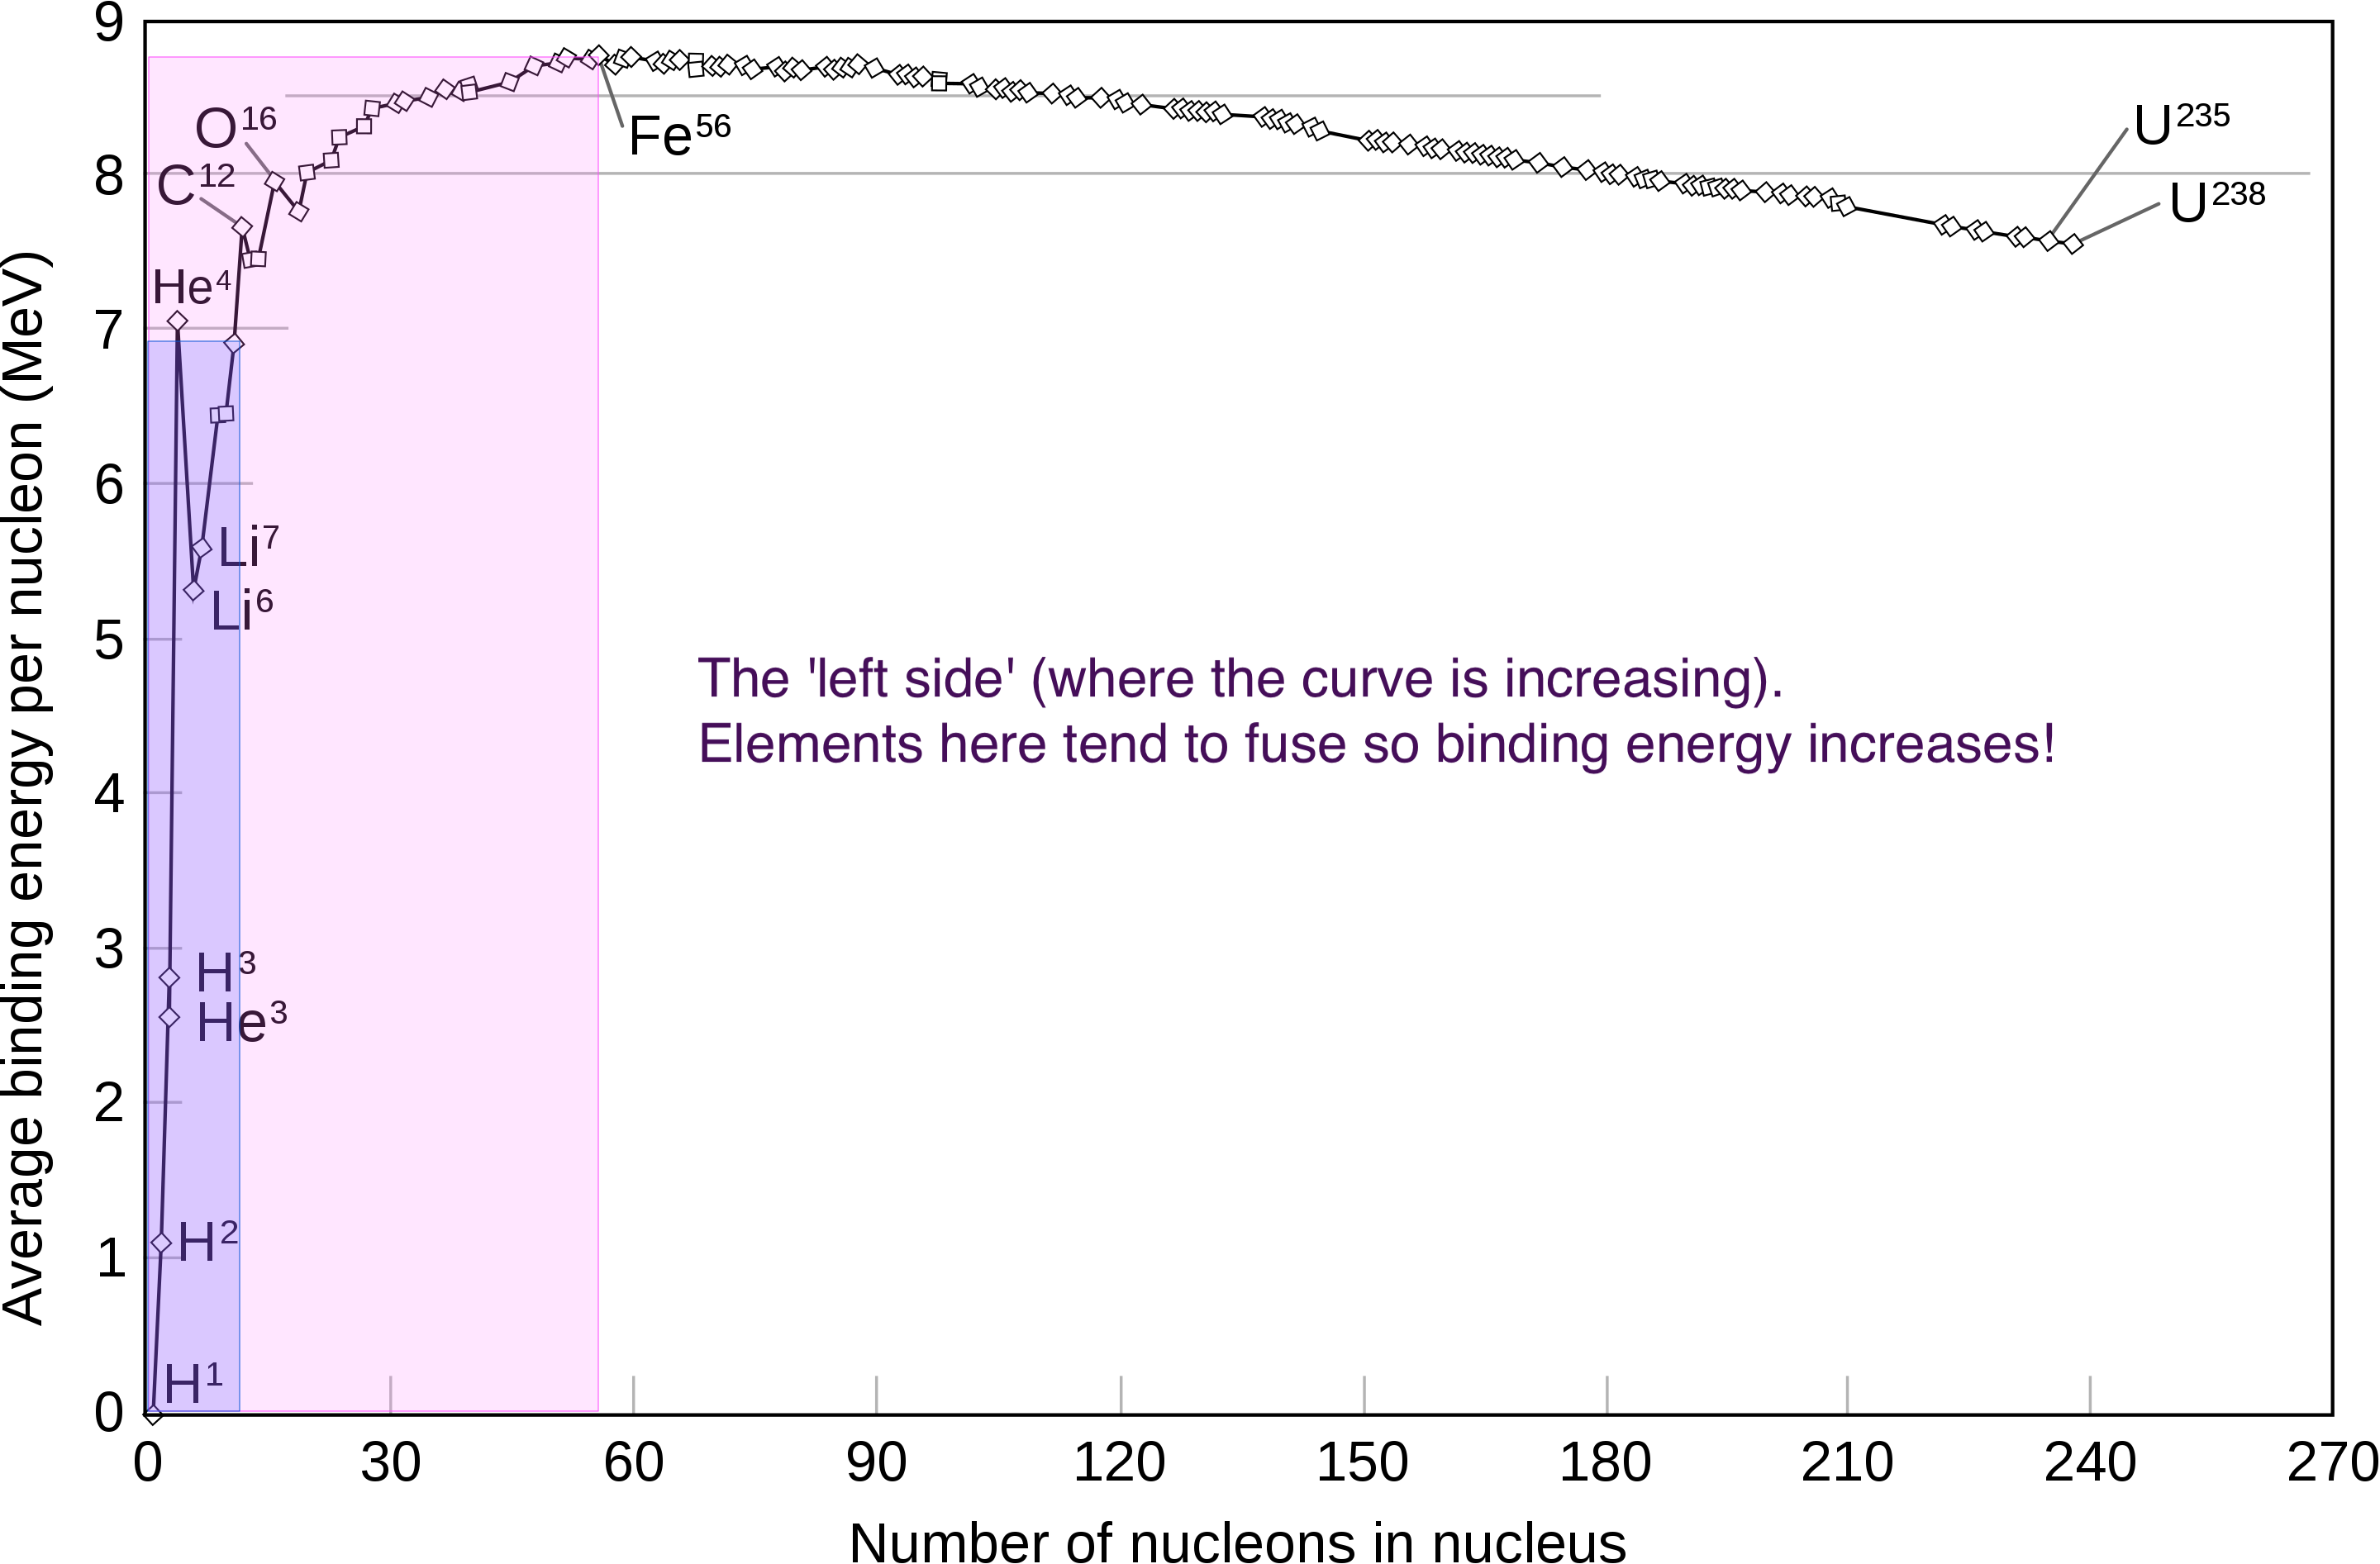 9
8
7
6
5
4
3
2
1
0
Average binding energy per nucleon (MeV)
O16
C12
He4
Li7
Li6
H3
He3
H2
H1
Fe56
U235
U238
The 'left side' (where the curve is increasing).
Elements here tend to fuse so binding energy increases!
0 30 60 90 120 150 180 210 240 270
Number of nucleons in nucleus